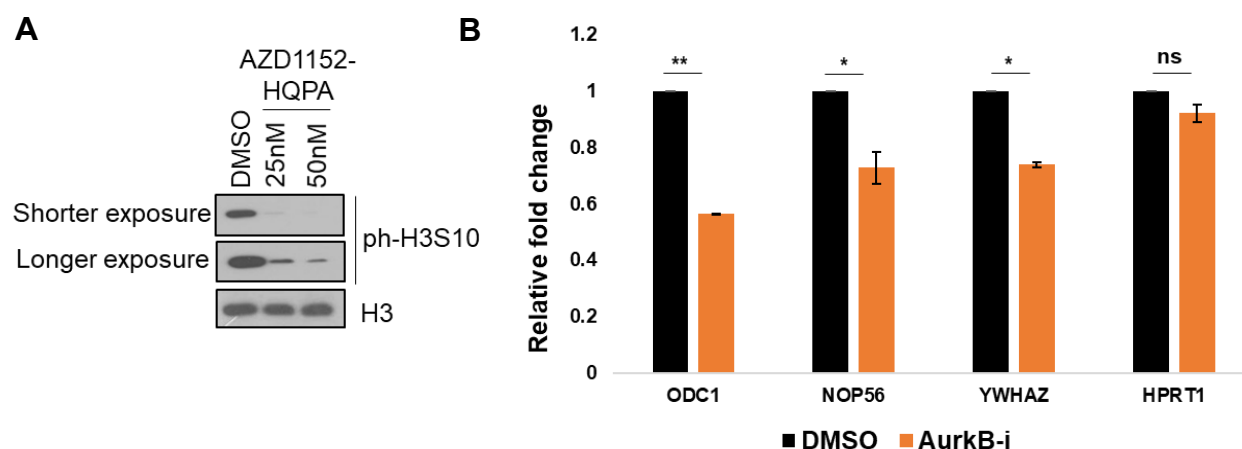 A
AZD1152-
HQPA
DMSO
25nM
50nM
Shorter exposure
Longer exposure
ph-H3S10
H3
B
Relative fold change
1.2
1
0.8
0.6
0.4
0.2
0
**
*
*
ns
ODC1
NOP56
YWHAZ
HPRT1
DMSO
AurkB-i